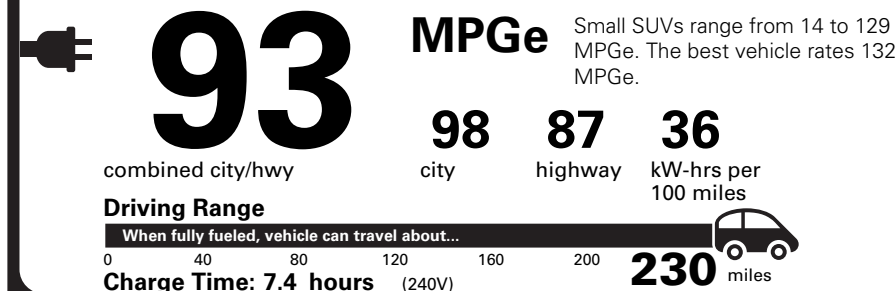 93
MPGe
Small SUVs range from 14 to 129
MPGe. The best vehicle rates 132
MPGe.
98 87 36
combined city/hwy city highway kW-hrs per
100 miles
Driving Range
When fully fueled, vehicle can travel about...
0 40 80 120 160 200 230 miles
Charge Time: 7.4 hours (240V)